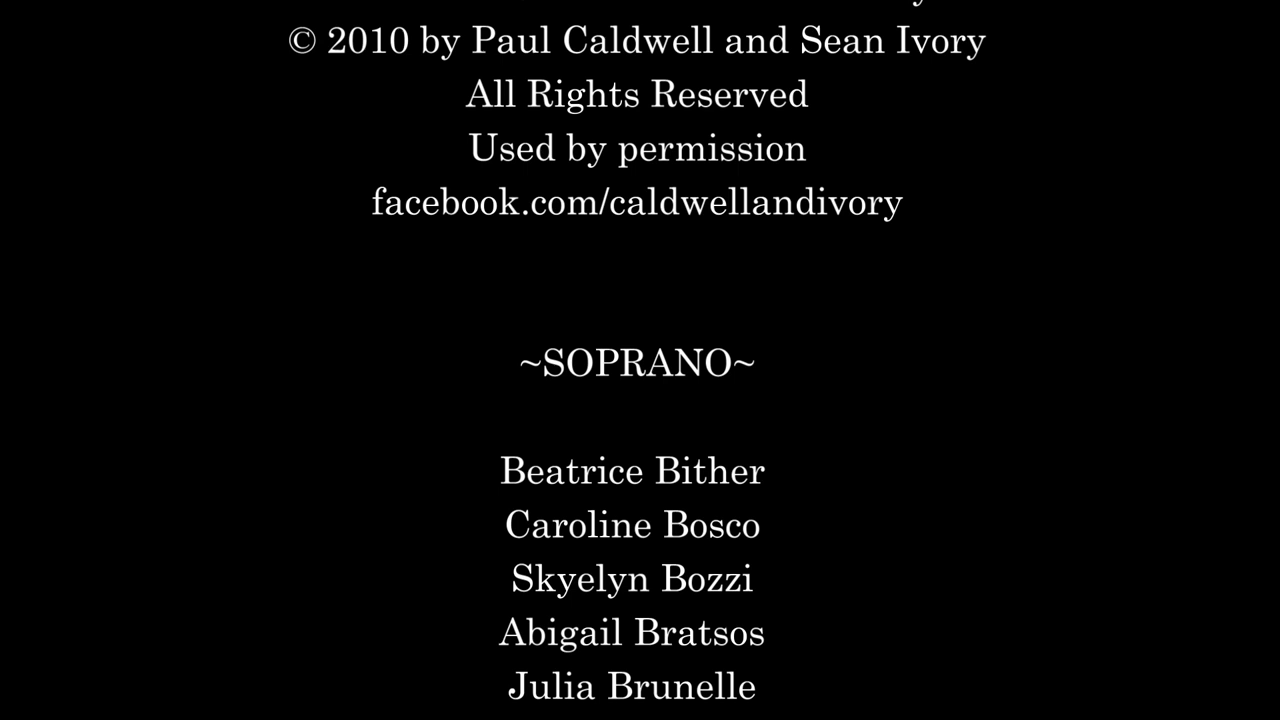 © 2010 by Paul Caldwell and Sean Ivory
All Rights Reserved
Used by permission
facebook.com/caldwellandivory
~SOPRANO~
Beatrice Bither
Caroline Bosco
Skyelyn Bozzi
Abigail Bratsos
Julia Brunelle